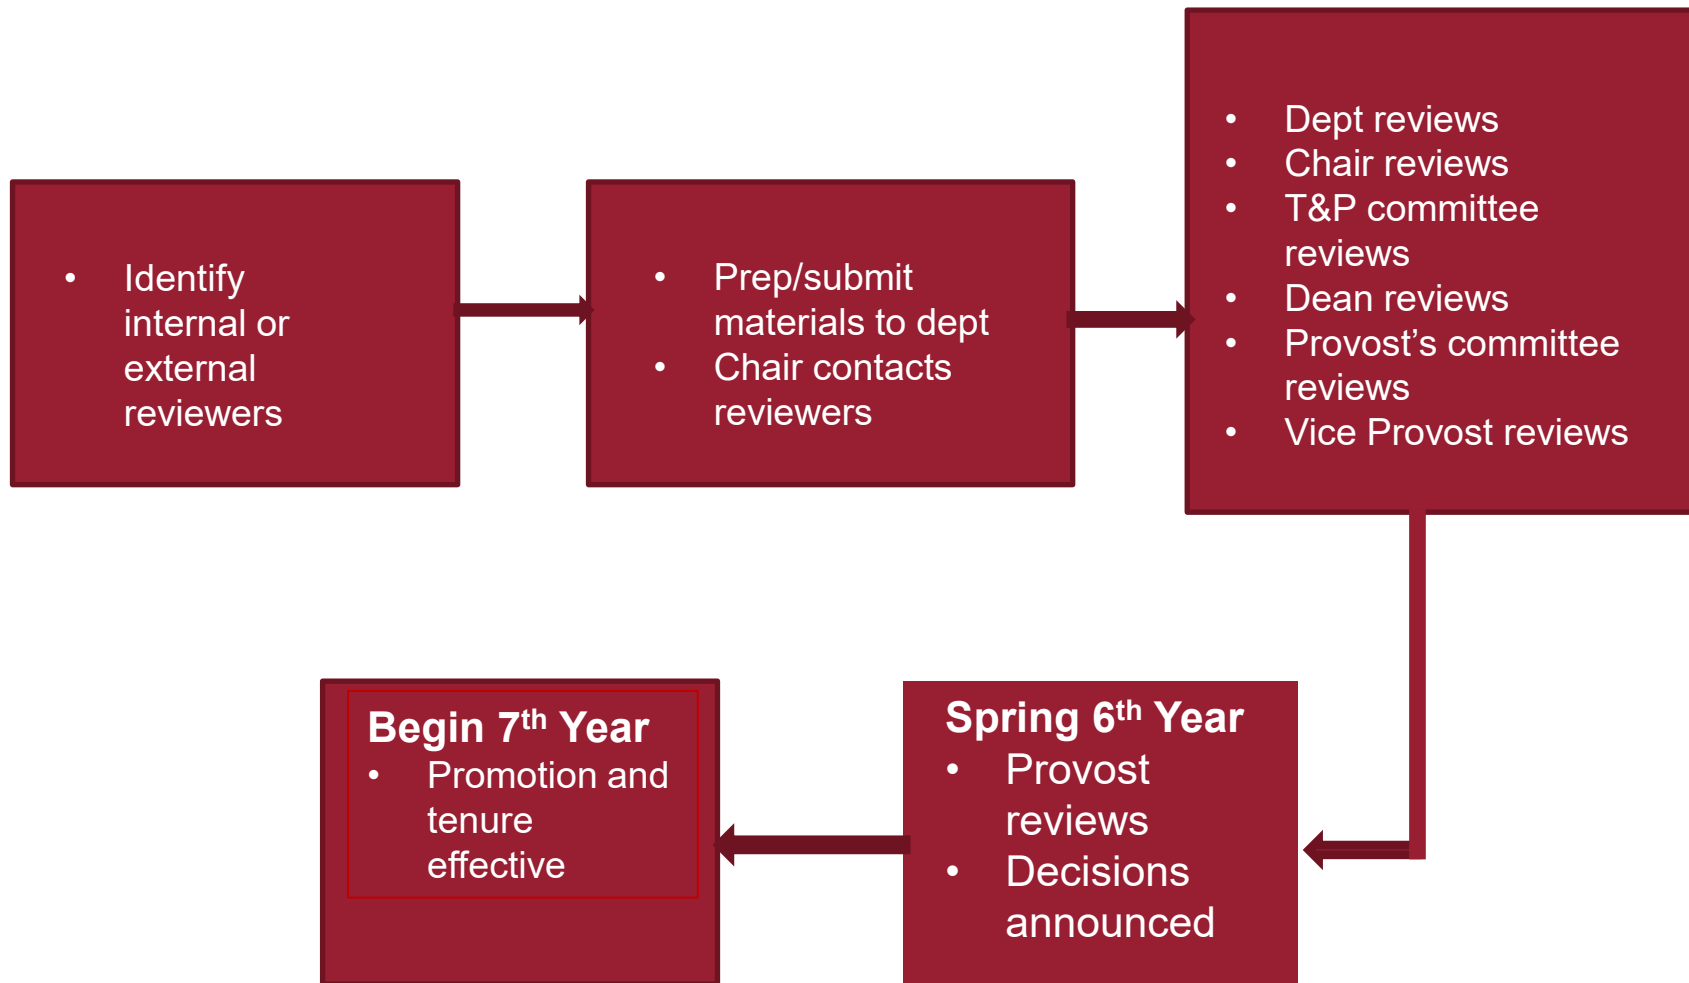 • Identify
internal or
external
reviewers
• Prep/submit
materials to dept
• Chair contacts
reviewers
• Dept reviews
• Chair reviews
• T&P committee
reviews
• Dean reviews
• Provost’s committee
reviews
• Vice Provost reviews
Spring 6th Year
• Provost
reviews
• Decisions
announced
Begin 7th Year
• Promotion and
tenure
effective